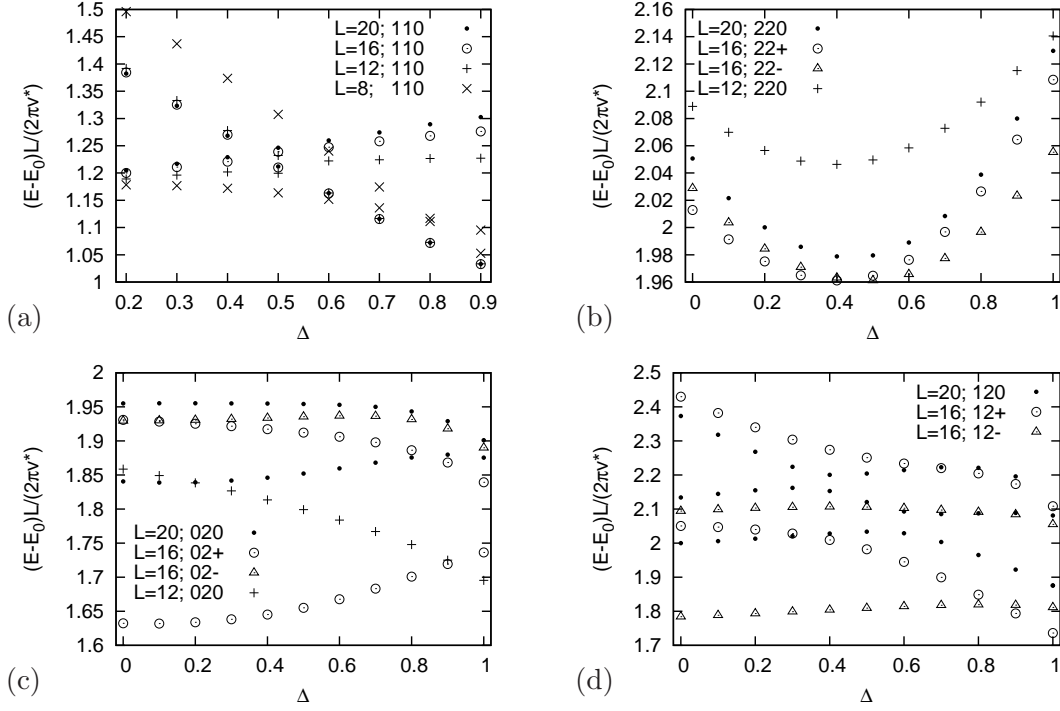 (a)
(E-E0)L/(2πv*)
1.5
1.45
1.4
1.35
1.3
1.25
1.2
1.15
1.1
1.05
1
0.2 0.3 0.4 0.5 0.6 0.7 0.8 0.9
Δ
L=20; 110
L=16; 110
L=12; 110
L=8; 110
(b)
(E-E0)L/(2πv*)
2.16
2.14
2.12
2.1
2.08
2.06
2.04
2.02
2
1.98
1.96
0 0.2 0.4 0.6 0.8 1
Δ
L=20; 220
L=16; 22+
L=16; 22-
L=12; 220
(c)
(E-E0)L/(2πv*)
2
1.95
1.9
1.85
1.8
1.75
1.7
1.65
1.6
0 0.2 0.4 0.6 0.8 1
Δ
L=20; 020
L=16; 02+
L=16; 02-
L=12; 020
(d)
(E-E0)L/(2πv*)
2.5
2.4
2.3
2.2
2.1
2
1.9
1.8
1.7
0 0.2 0.4 0.6 0.8 1
Δ
L=20; 120
L=16; 12+
L=16; 12-